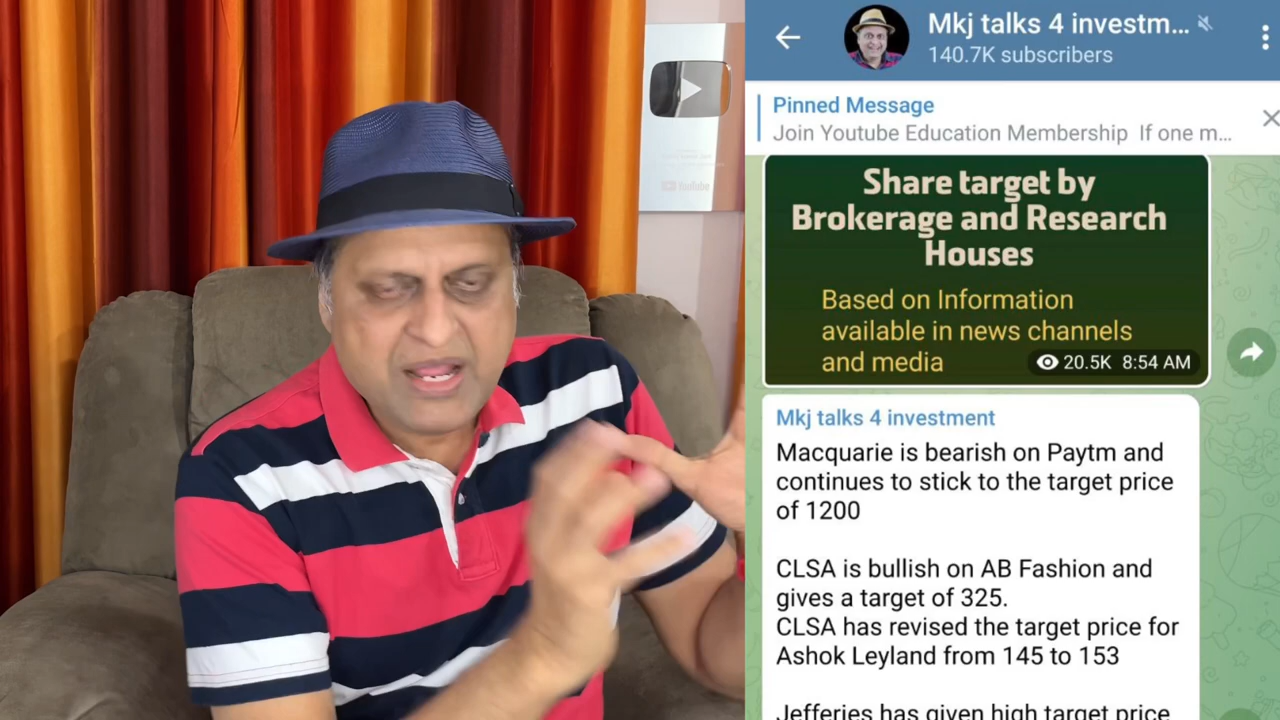 Mkj talks 4 investm...
140.7K subscribers
Pinned Message
Join Youtube Education Membership If one m...
Share target by
Brokerage and Research
Houses
Based on Information
available in news channels
and media
20.5K 8:54 AM
Mkj talks 4 investment
Macquarie is bearish on Paytm and
continues to stick to the target price
of 1200
CLSA is bullish on AB Fashion and
gives a target of 325.
CLSA has revised the target price for
Ashok Leyland from 145 to 153
Jefferies has given high target price
YouTube